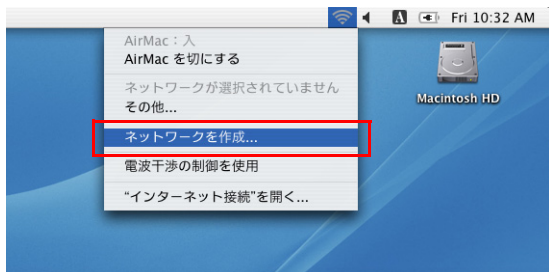 Fri 10:32 AM
AirMac：入
AirMac を切にする
ネットワークが選択されていません
その他...
ネットワークを作成...
電波干渉の制御を使用
“インターネット接続”を開く...
A
Macintosh HD